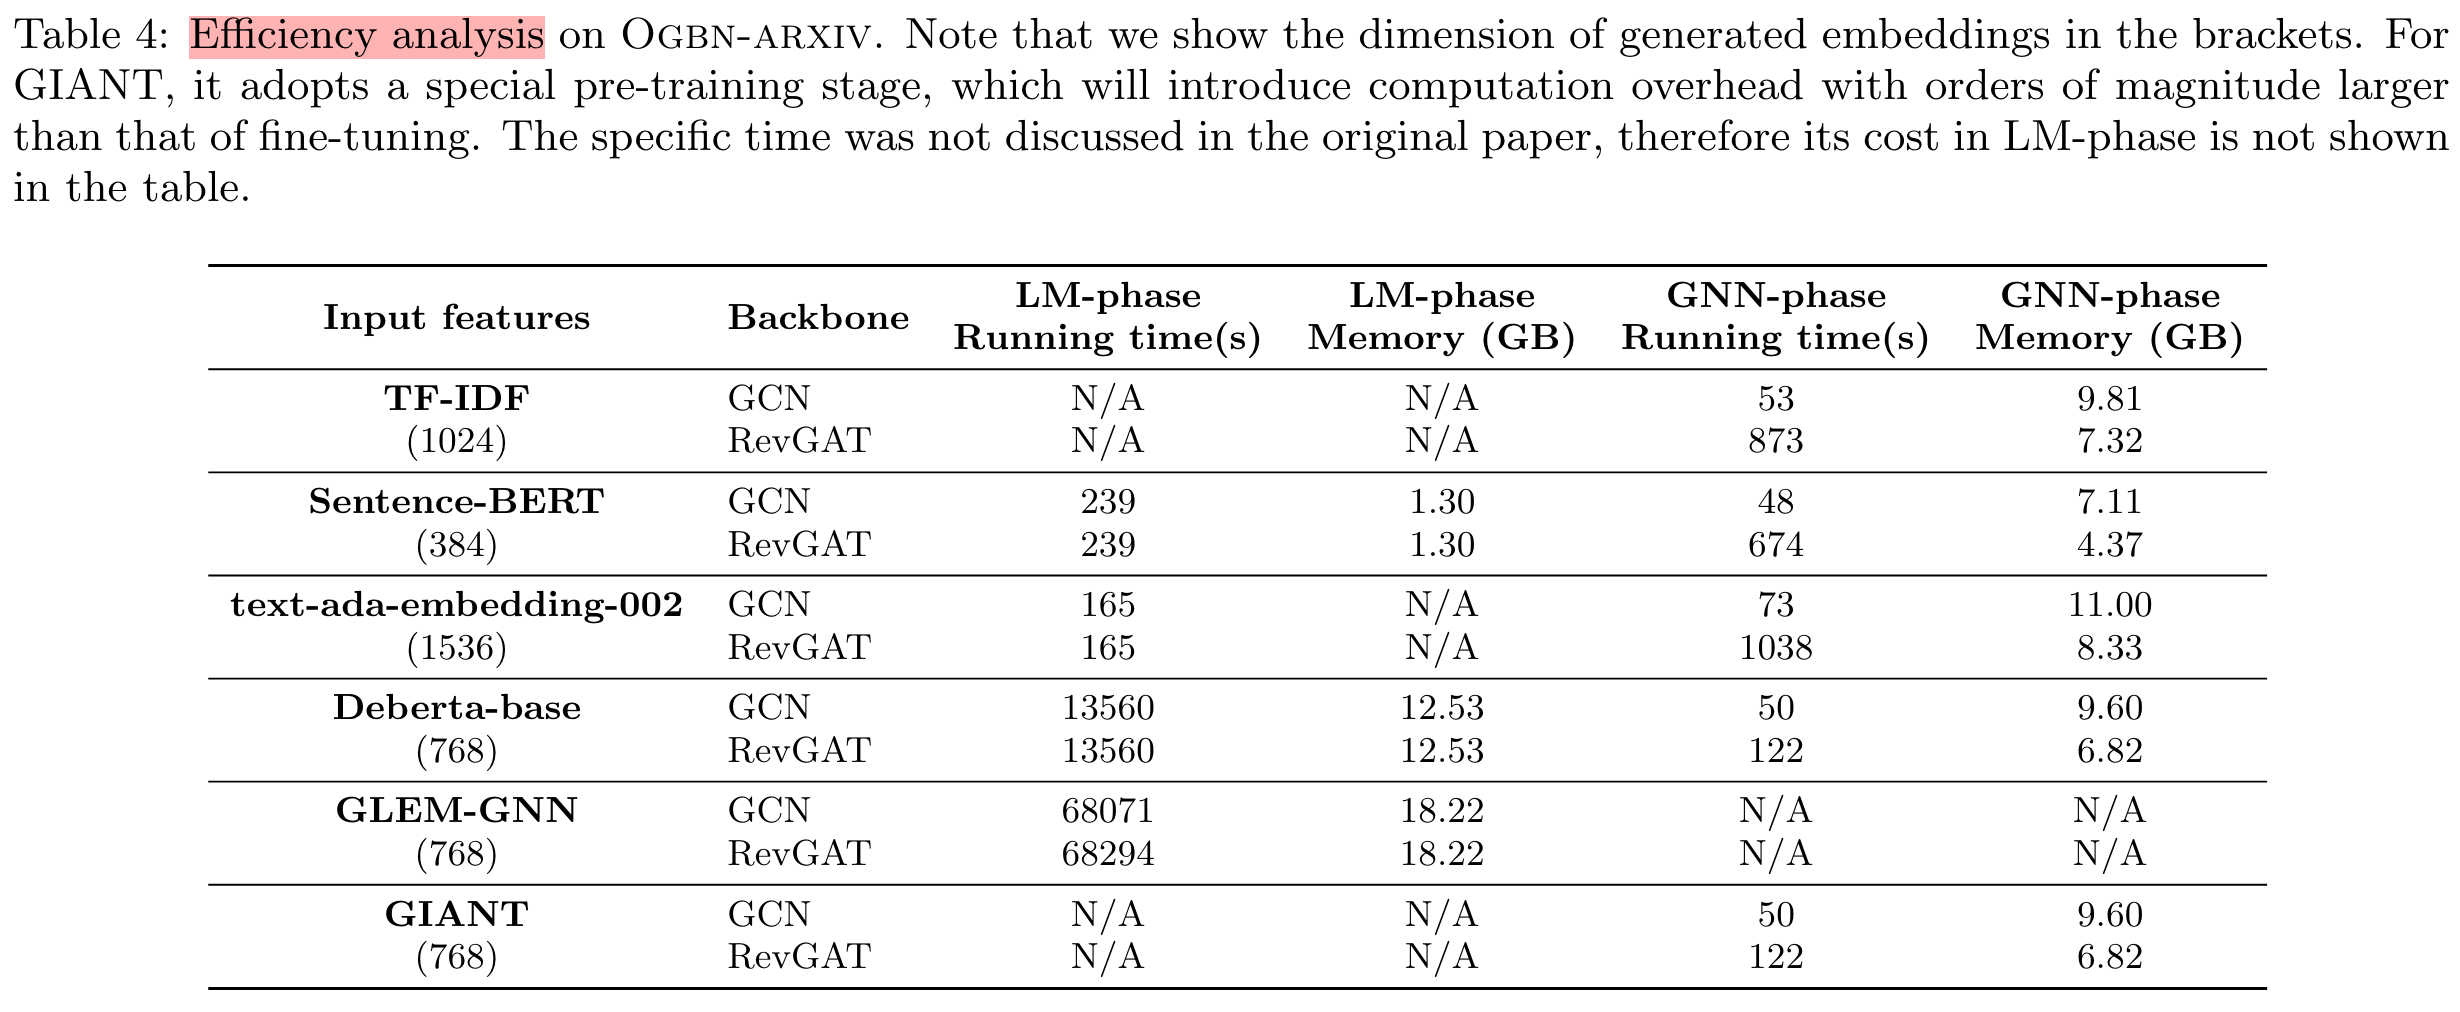 Table 4: Efficiency analysis on OGBN-ARXIV. Note that we show the dimension of generated embeddings in the brackets. For
GIANT, it adopts a special pre-training stage, which will introduce computation overhead with orders of magnitude larger
than that of fine-tuning. The specific time was not discussed in the original paper, therefore its cost in LM-phase is not shown
in the table.
Input features Backbone LM-phase Running time(s) LM-phase Memory (GB) GNN-phase Running time(s) GNN-phase Memory (GB)
TF-IDF GCN N/A N/A 53 9.81
(1024) RevGAT N/A N/A 873 7.32
Sentence-BERT GCN 239 1.30 48 7.11
(384) RevGAT 239 1.30 674 4.37
text-ada-embedding-002 GCN 165 N/A 73 11.00
(1536) RevGAT 165 N/A 1038 8.33
Deberta-base GCN 13560 12.53 50 9.60
(768) RevGAT 13560 12.53 122 6.82
GLEM-GNN GCN 68071 18.22 N/A N/A
(768) RevGAT 68294 18.22 N/A N/A
GIANT GCN N/A N/A 50 9.60
(768) RevGAT N/A N/A 122 6.82